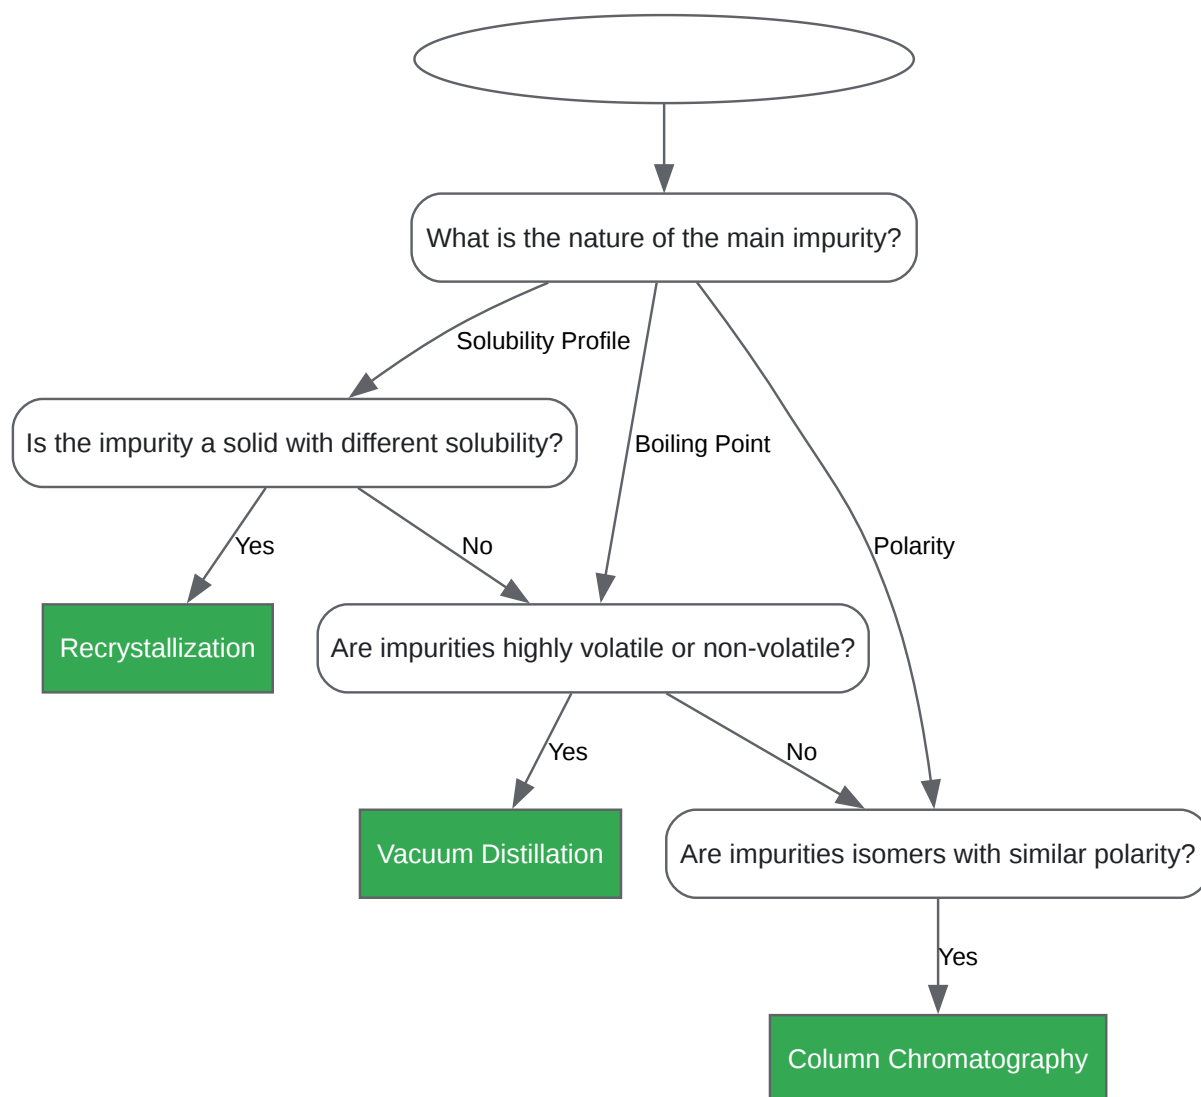 What is the nature of the main impurity?
Solubility Profile
Is the impurity a solid with different solubility?
Boiling Point
Yes
No
Polarity
Recrystallization
Are impurities highly volatile or non-volatile?
Yes
No
Vacuum Distillation
Are impurities isomers with similar polarity?
Yes
Column Chromatography